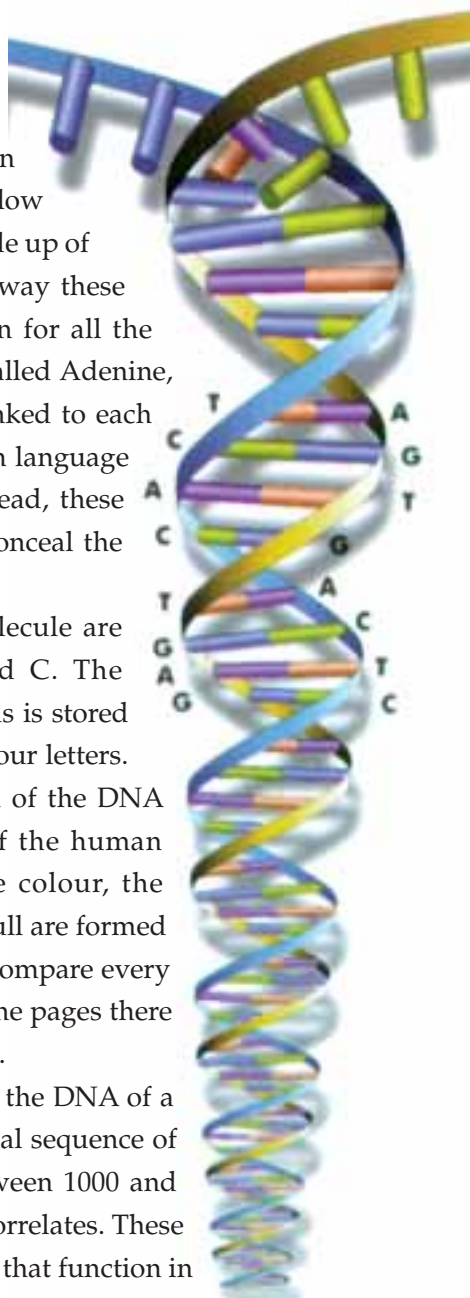 n
low
le up of
way these
n for all the
lled Adenine,
nked to each
n language
ead, these
onceal the
lecule are
d C. The
is is stored
our letters.
of the DNA
f the human
e colour, the
ull are formed
ompare every
ne pages there
.
the DNA of a
al sequence of
ween 1000 and
orrelates. These
that function in
T
C
A
C
T
G
A
G
A
G
T
G
A
C
T
C